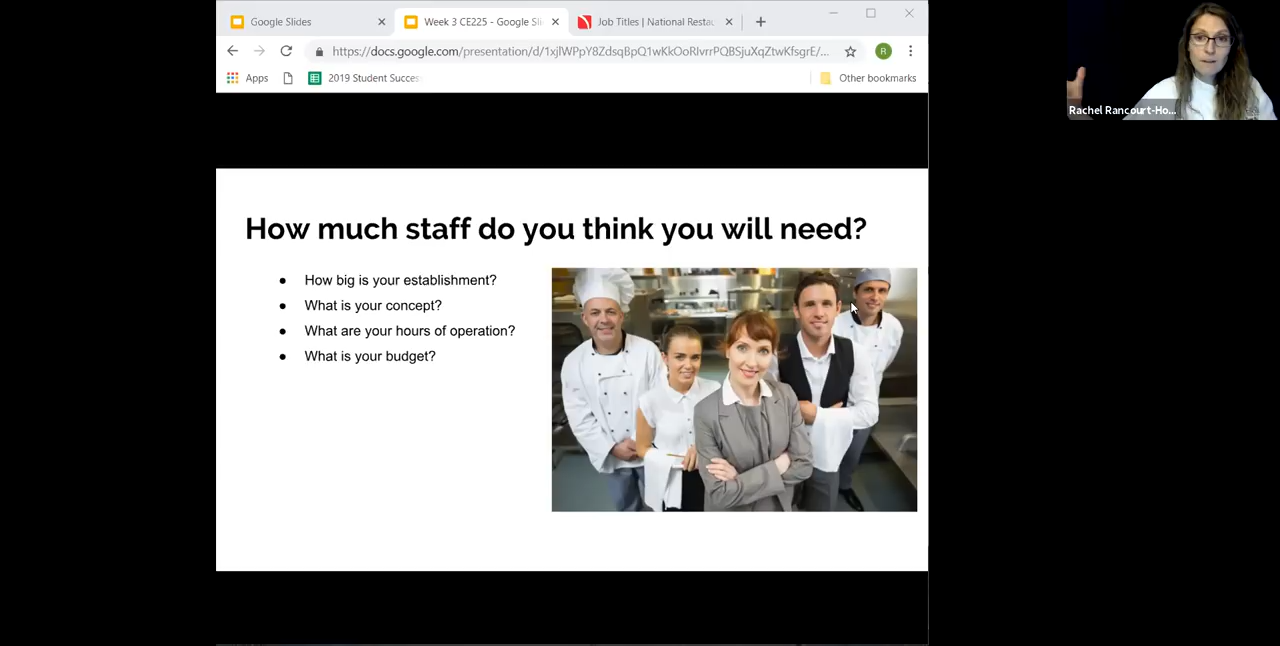 Google Slides
Week 3 CE225 - Google Sli
Job Titles | National Restau
https://docs.google.com/presentation/d/1xjlWPpY8ZdsqBpQ1wKkOoRlvrrPQBSjuXqZtwKfsgrE/...
R
Apps
2019 Student Succes
Other bookmarks
Rachel Rancourt-Ho...
How much staff do you think you will need?
● How big is your establishment?
● What is your concept?
● What are your hours of operation?
● What is your budget?